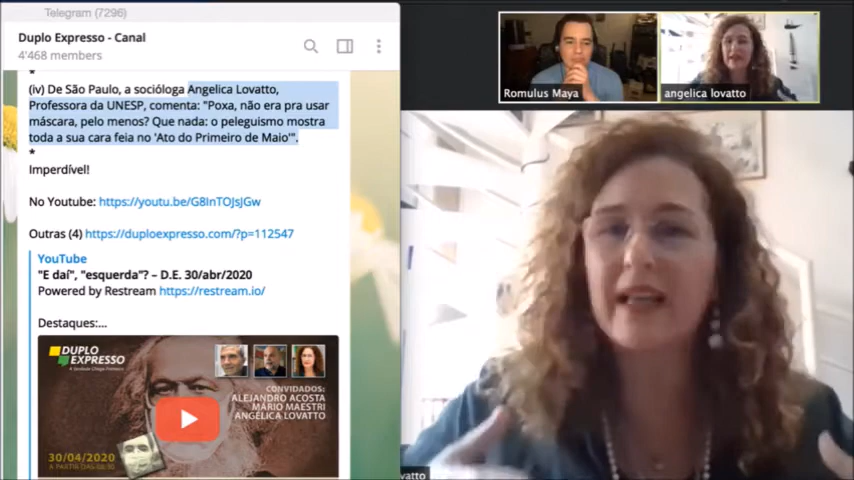 Telegram (7296)
Duplo Expresso - Canal
4'468 members
*
(iv) De São Paulo, a socióloga Angelica Lovatto,
Professora da UNESP, comenta: "Poxa, não era pra usar
máscara, pelo menos? Que nada: o peleguismo mostra
toda a sua cara feia no 'Ato do Primeiro de Maio'".
*
Imperdível!
No Youtube: https://youtu.be/G8InTOJsJGw
Outras (4) https://duploexpresso.com/?p=112547
YouTube
"E daí", "esquerda"? – D.E. 30/abr/2020
Powered by Restream https://restream.io/
Destaques:...
DUPLO
EXPRESSO
CONVIDADOS:
ALEJANDRO ACOSTA
MÁRIO MAESTRI
ANGÉLICA LOVATTO
30/04/2020
Romulus Maya
angelica lovatto
vatto